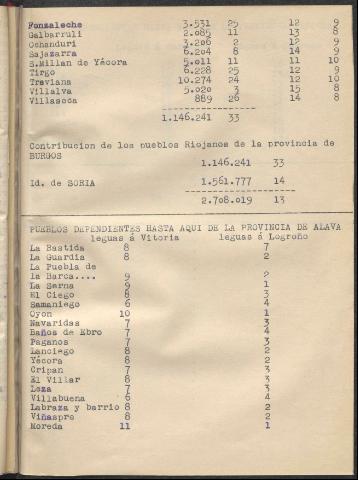 Fonzaleche 3.531 25 12 9
Galbarruli 2.085 11 13 8
Ochanduri 3.206 2 12 9
Sajazarra 6.204 8 14 9
S.Millan de Yécora 5.011 11 11 10
Tirgo 6.228 25 12 9
Treviana 10.274 24 12 10
Villalva 5.020 3 15 8
Villaseca 889 26 14 8
1.146.241 33
Contribucion de los pueblos Riojanos de la provincia de
BURGOS
1.146.241 33
Id. de SORIA 1.561.777 14
2.708.019 13
PUEBLOS DEPENDIENTES HASTA AQUI DE LA PROVINCIA DE ALAVA
leguas á Vitoria leguas á Logroño
La Bastida 8 7
La Guardia 8 2
La Puebla de
la Barca.... 9 2
La Serna 9 1
El Ciego 8 3
Samaniego 6 4
Oyon 10 1
Navaridas 7 3
Baños de Ebro 7 4
Paganos 7 3
Lanciego 8 2
Yécora 8 2
Cripan 7 3
El Villar 8 3
Leza 7 3
Villabuena 6 4
Labraza y barrio 8 2
Viñaspre 8 2
Moreda 11 1